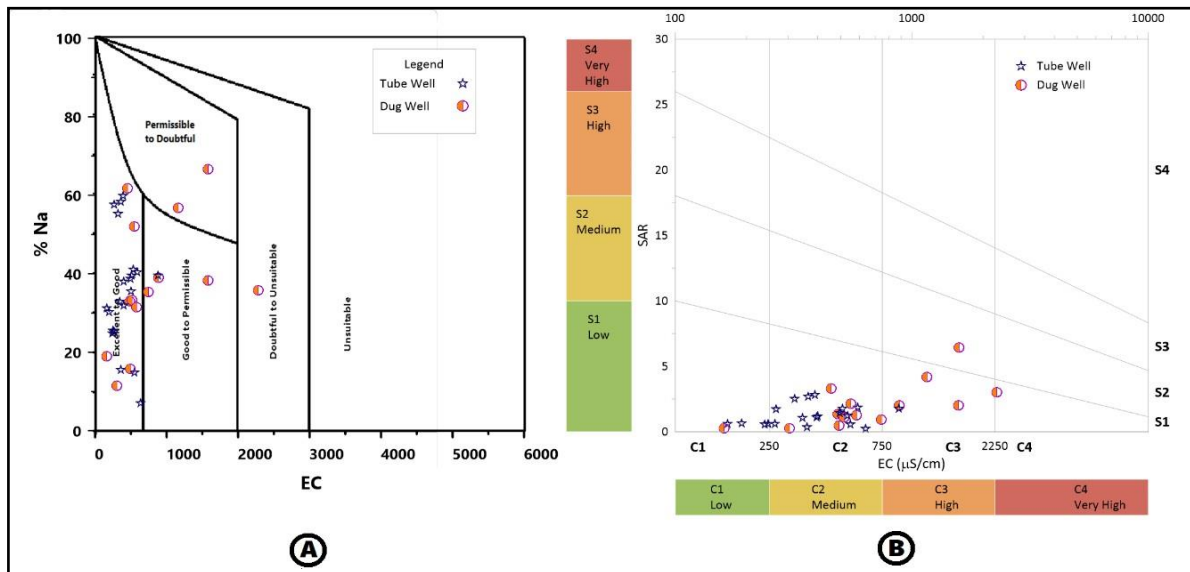 100
80
60
40
20
0
% Na
0
1000
2000
3000
4000
5000
6000
EC
Legend
Tube Well
Dug Well
Permissible
to Doubtful
Excellent to Good
Good to Permissible
Doubtful to Unsuitable
Unsuitable
A
S4
Very
High
S3
High
S2
Medium
S1
Low
100
1000
10000
30
25
20
15
10
5
0
SAR
Tube Well
Dug Well
S4
S3
S2
S1
C1
250
C2
750
C3
2250
C4
EC (µS/cm)
C1
Low
C2
Medium
C3
High
C4
Very High
B